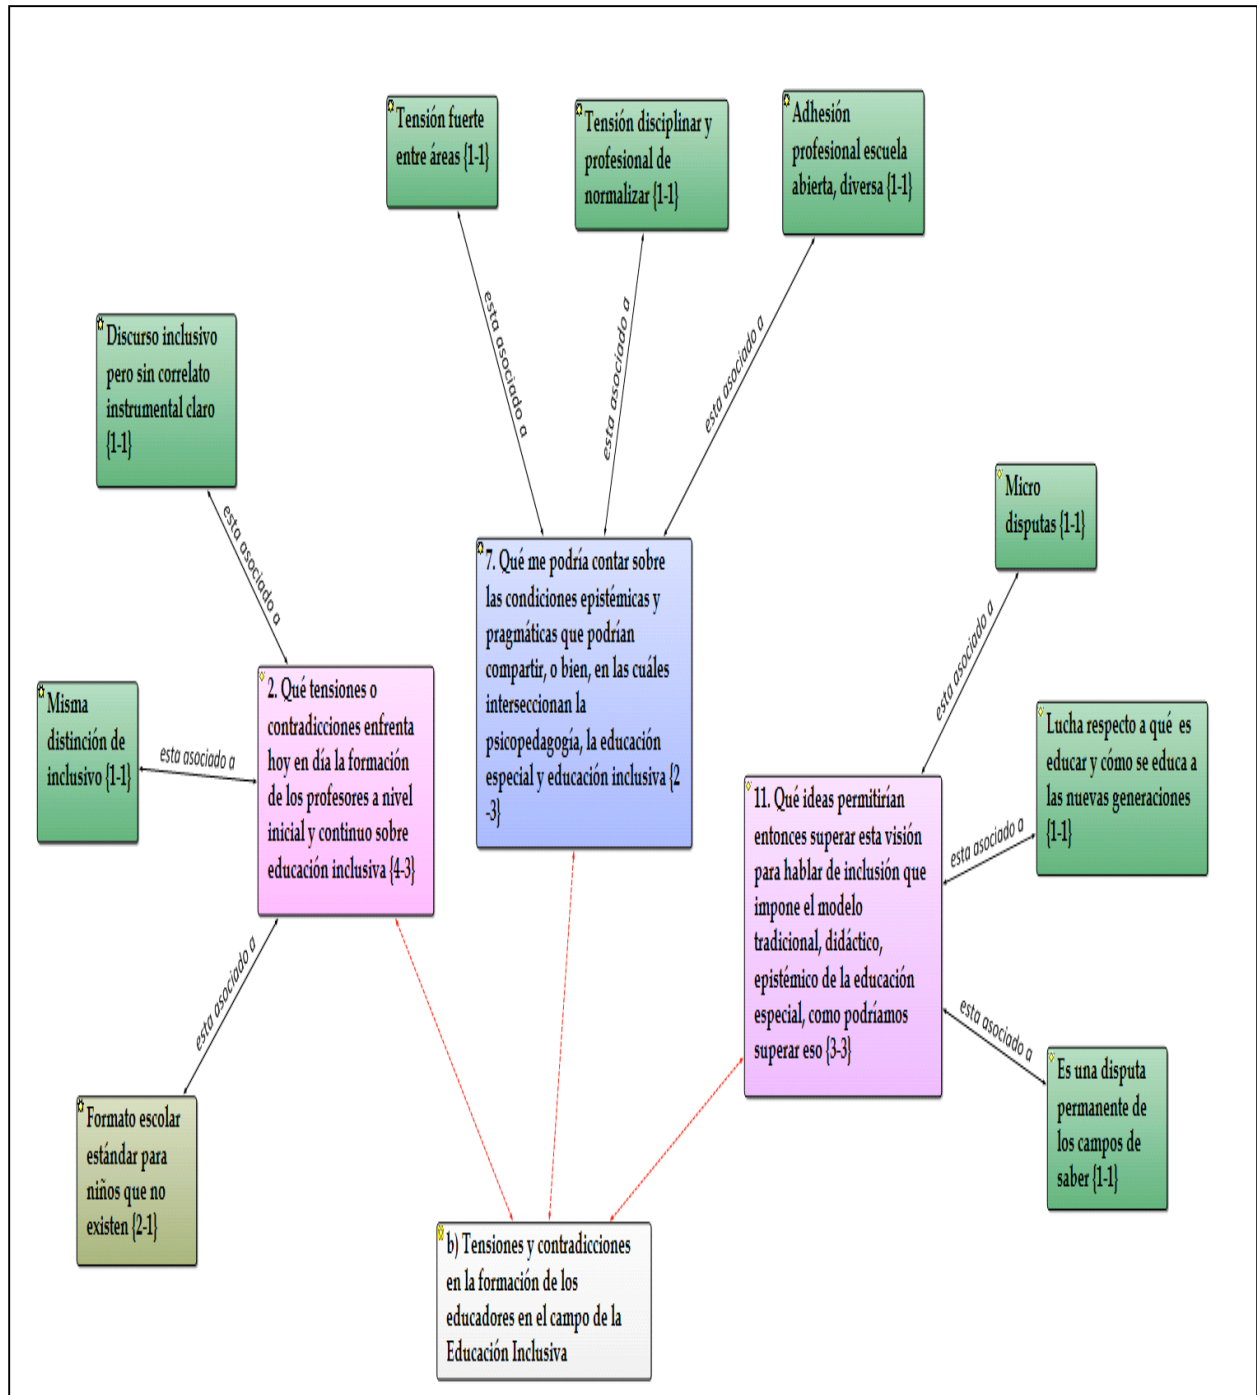 Tensión fuerte
entre áreas {1-1}
Tensión disciplinar y
profesional de
normalizar {1-1}
Adhesión
profesional escuela
abierta, diversa {1-1}
esta asociado a
esta asociado a
esta asociado a
Discurso inclusivo
pero sin correlato
instrumental claro
{1-1}
esta asociado a
Micro
disputas {1-1}
esta asociado a
7. Qué me podría contar sobre
las condiciones epistémicas y
pragmáticas que podrían
compartir, o bien, en las cuáles
interseccionan la
psicopedagogía, la educación
especial y educación inclusiva {2
-3}
Misma
distinción de
inclusivo {1-1}
esta asociado a
2. Qué tensiones o
contradicciones enfrenta
hoy en día la formación
de los profesores a nivel
inicial y continuo sobre
educación inclusiva {4-3}
Lucha respecto a qué es
educar y cómo se educa a
las nuevas generaciones
{1-1}
esta asociado a
11. Qué ideas permitirían
entonces superar esta visión
para hablar de inclusión que
impone el modelo
tradicional, didáctico,
epistémico de la educación
especial, como podríamos
superar eso {3-3}
esta asociado a
esta asociado a
Es una disputa
permanente de
los campos de
saber {1-1}
Formato escolar
estándar para
niños que no
existen {2-1}
b) Tensiones y contradicciones
en la formación de los
educadores en el campo de la
Educación Inclusiva